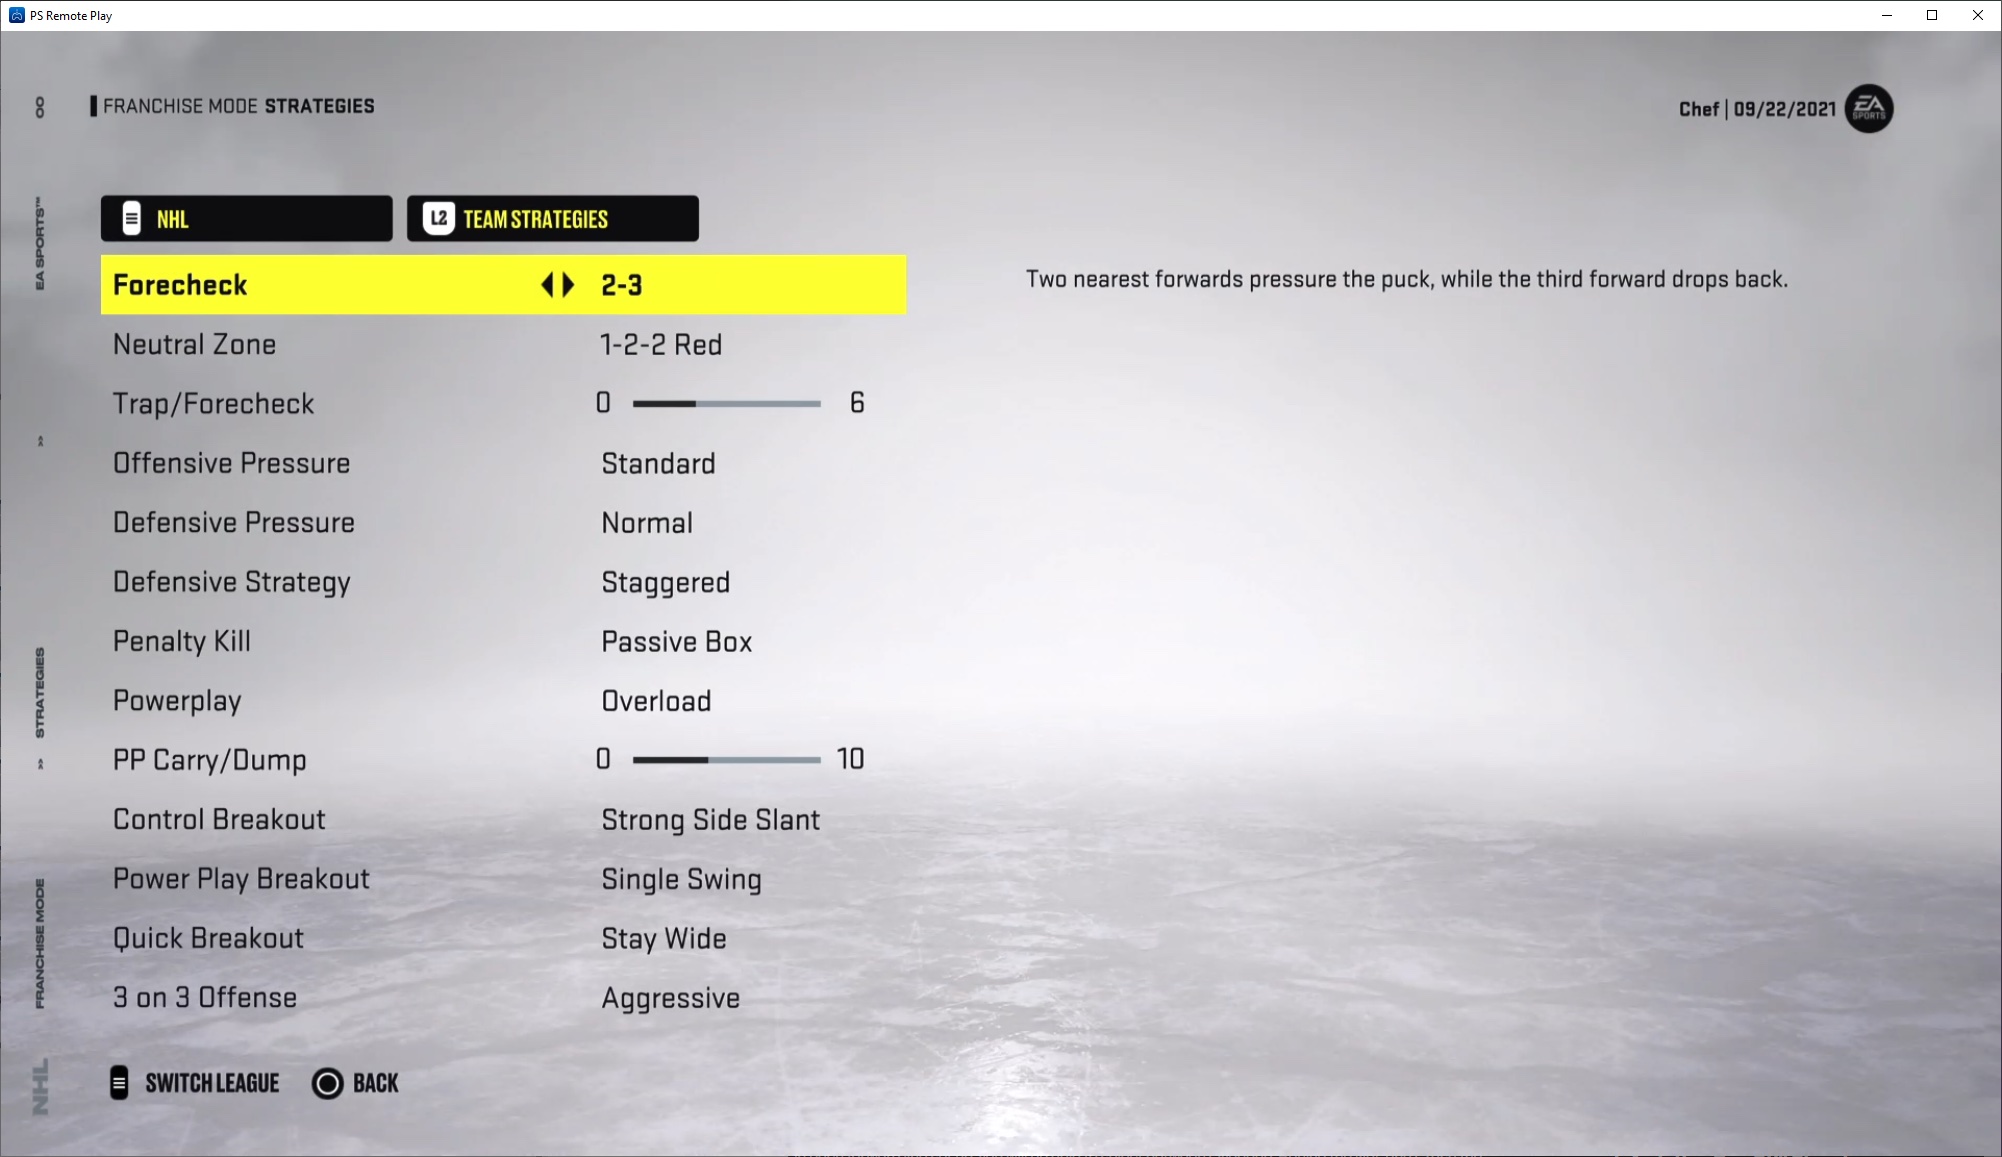 PS Remote Play
FRANCHISE MODE STRATEGIES
Chef | 09/22/2021
EA SPORTS
NHL
L2 TEAM STRATEGIES
Forecheck 2-3
Two nearest forwards pressure the puck, while the third forward drops back.
Neutral Zone 1-2-2 Red
Trap/Forecheck 0 6
Offensive Pressure Standard
Defensive Pressure Normal
Defensive Strategy Staggered
Penalty Kill Passive Box
Powerplay Overload
PP Carry/Dump 0 10
Control Breakout Strong Side Slant
Power Play Breakout Single Swing
Quick Breakout Stay Wide
3 on 3 Offense Aggressive
SWITCH LEAGUE BACK
NHL
FRANCHISE MODE
STRATEGIES
EA SPORTS™